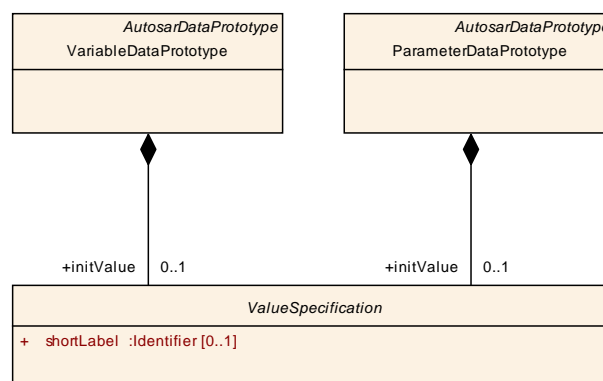 AutosarDataPrototype
VariableDataPrototype
AutosarDataPrototype
ParameterDataPrototype
+initValue 0..1
+initValue 0..1
ValueSpecification
+ shortLabel :Identifier [0..1]